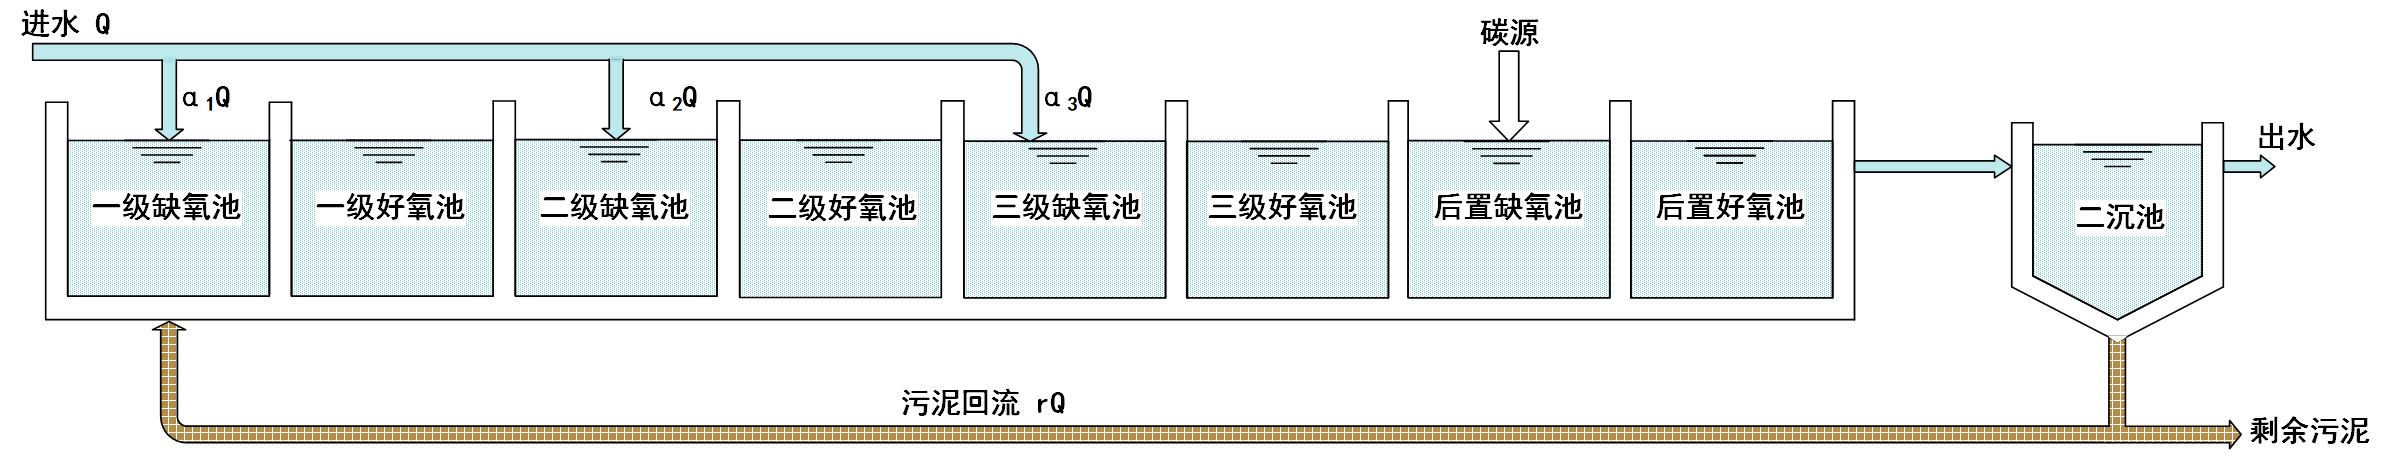 进水 Q
碳源
α1Q
α2Q
α3Q
出水
一级缺氧池
一级好氧池
二级缺氧池
二级好氧池
三级缺氧池
三级好氧池
后置缺氧池
后置好氧池
二沉池
污泥回流 rQ
剩余污泥